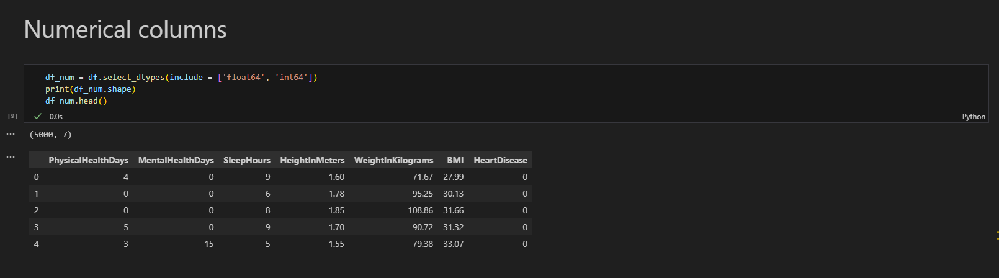 Numerical columns
df_num = df.select_dtypes(include = ['float64', 'int64'])
print(df_num.shape)
df_num.head()
[9] 0.0s Python
... (5000, 7)
...
PhysicalHealthDays MentalHealthDays SleepHours HeightInMeters WeightInKilograms BMI HeartDisease
0 4 0 9 1.60 71.67 27.99 0
1 0 0 6 1.78 95.25 30.13 0
2 0 0 8 1.85 108.86 31.66 0
3 5 0 9 1.70 90.72 31.32 0
4 3 15 5 1.55 79.38 33.07 0